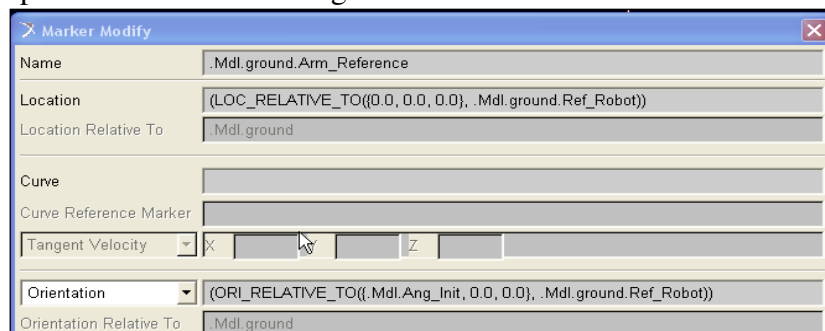 Marker Modify
Name .Mdl.ground.Arm_Reference
Location (LOC_RELATIVE_TO({0.0, 0.0, 0.0}, .Mdl.ground.Ref_Robot))
Location Relative To .Mdl.ground
Curve
Curve Reference Marker
Tangent Velocity X Y Z
Orientation (ORI_RELATIVE_TO({.Mdl.Ang_Init, 0.0, 0.0}, .Mdl.ground.Ref_Robot))
Orientation Relative To .Mdl.ground